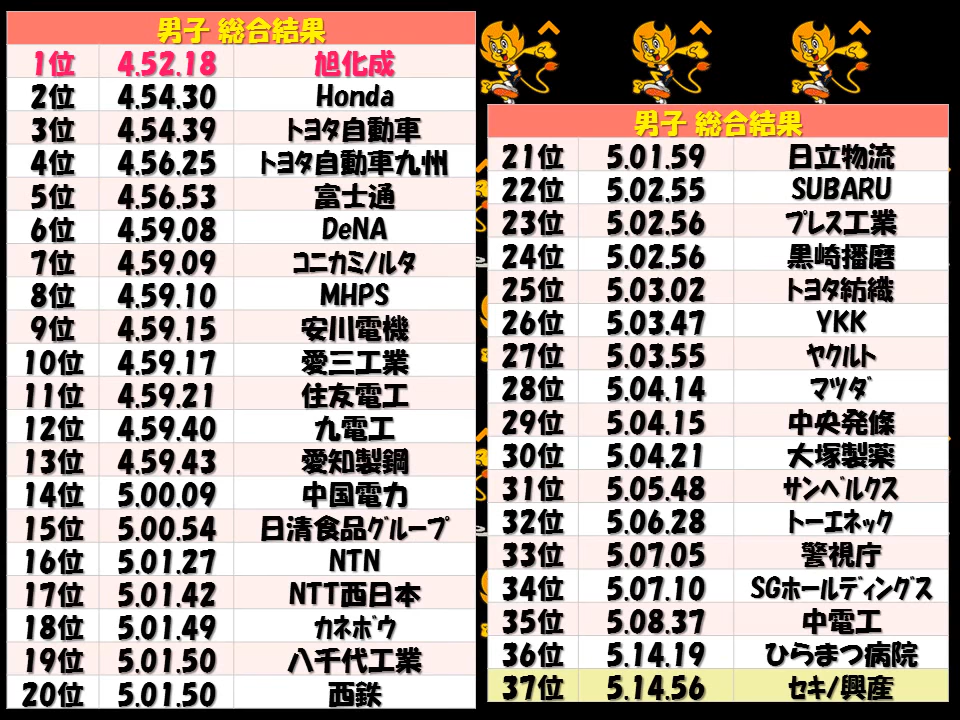 男子 総合結果
1位 4.52.18 旭化成
2位 4.54.30 Honda
3位 4.54.39 ﾄﾖﾀ自動車
4位 4.56.25 ﾄﾖﾀ自動車九州
5位 4.56.53 富士通
6位 4.59.08 DeNA
7位 4.59.09 ｺﾆｶﾐﾉﾙﾀ
8位 4.59.10 MHPS
9位 4.59.15 安川電機
10位 4.59.17 愛三工業
11位 4.59.21 住友電工
12位 4.59.40 九電工
13位 4.59.43 愛知製鋼
14位 5.00.09 中国電力
15位 5.00.54 日清食品ｸﾞﾙｰﾌﾟ
16位 5.01.27 NTN
17位 5.01.42 NTT西日本
18位 5.01.49 ｶﾈﾎﾞｳ
19位 5.01.50 八千代工業
20位 5.01.50 西鉄
男子 総合結果
21位 5.01.59 日立物流
22位 5.02.55 SUBARU
23位 5.02.56 ﾌﾟﾚｽ工業
24位 5.02.56 黒崎播磨
25位 5.03.02 ﾄﾖﾀ紡織
26位 5.03.47 YKK
27位 5.03.55 ﾔｸﾙﾄ
28位 5.04.14 ﾏﾂﾀﾞ
29位 5.04.15 中央発條
30位 5.04.21 大塚製薬
31位 5.05.48 ｻﾝﾍﾞﾙｸｽ
32位 5.06.28 ﾄｰｴﾈｯｸ
33位 5.07.05 警視庁
34位 5.07.10 SGﾎｰﾙﾃﾞｨﾝｸﾞｽ
35位 5.08.37 中電工
36位 5.14.19 ひらまつ病院
37位 5.14.56 ｾｷﾉ興産